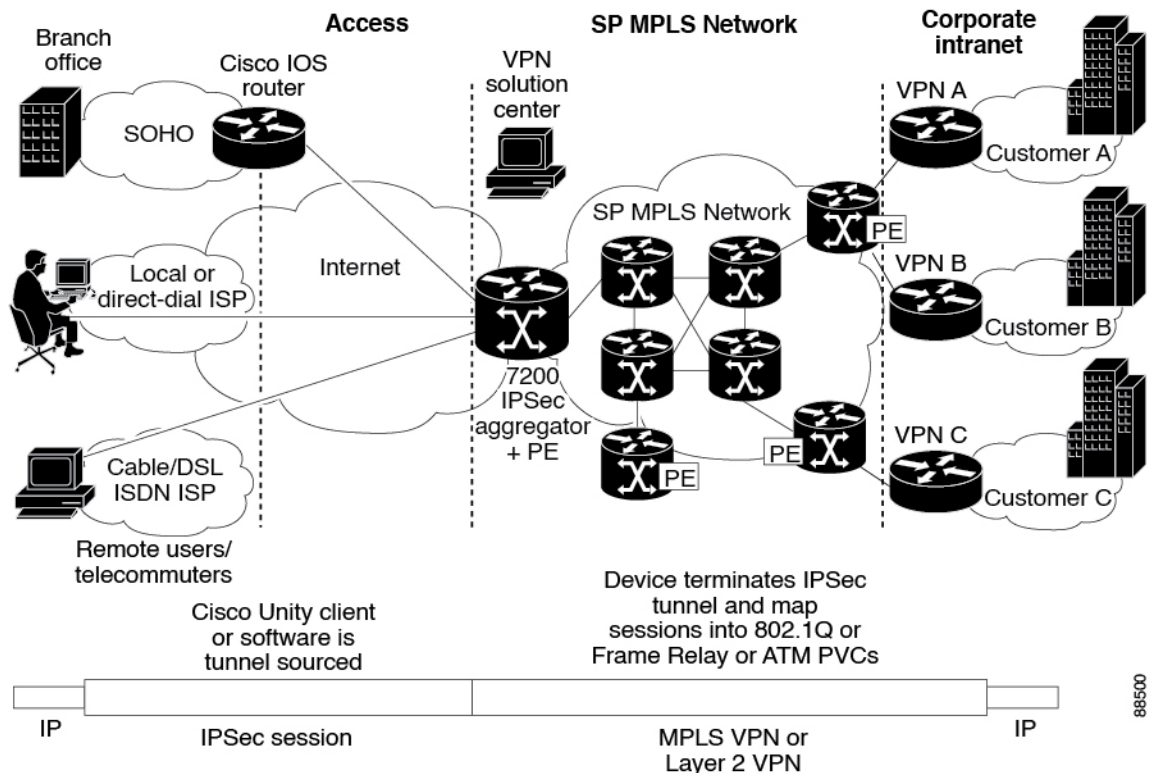 Access
SP MPLS Network
Corporate
intranet
Branch
office
Cisco IOS
router
VPN
solution
center
VPN A
SOHO
Customer A
SP MPLS Network
PE
Internet
Local or
direct-dial ISP
VPN B
Customer B
7200
IPSec
aggregator
+ PE
Cable/DSL
ISDN ISP
PE
PE
VPN C
Customer C
Remote users/
telecommuters
Cisco Unity client
or software is
tunnel sourced
Device terminates IPSec
tunnel and map
sessions into 802.1Q or
Frame Relay or ATM PVCs
IP
IPSec session
MPLS VPN or
Layer 2 VPN
IP
88500